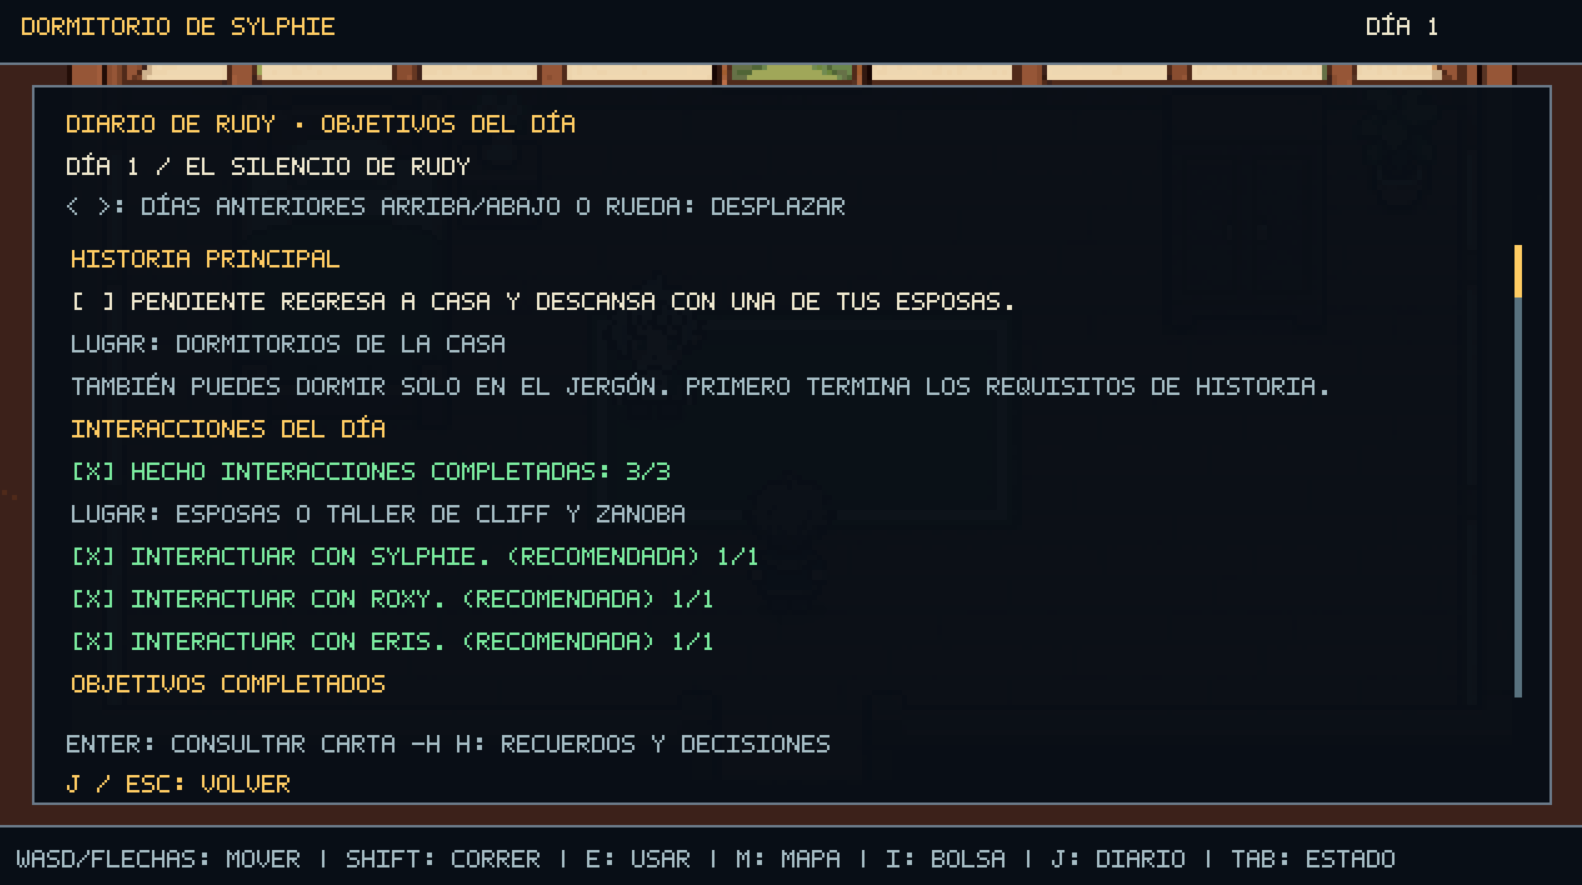 DORMITORIO DE SYLPHIE
DÍA 1
DIARIO DE RUDY · OBJETIVOS DEL DÍA
DÍA 1 / EL SILENCIO DE RUDY
< >: DÍAS ANTERIORES ARRIBA/ABAJO O RUEDA: DESPLAZAR
HISTORIA PRINCIPAL
[ ] PENDIENTE REGRESA A CASA Y DESCANSA CON UNA DE TUS ESPOSAS.
LUGAR: DORMITORIOS DE LA CASA
TAMBIÉN PUEDES DORMIR SOLO EN EL JERGÓN. PRIMERO TERMINA LOS REQUISITOS DE HISTORIA.
INTERACCIONES DEL DÍA
[X] HECHO INTERACCIONES COMPLETADAS: 3/3
LUGAR: ESPOSAS O TALLER DE CLIFF Y ZANOBA
[X] INTERACTUAR CON SYLPHIE. (RECOMENDADA) 1/1
[X] INTERACTUAR CON ROXY. (RECOMENDADA) 1/1
[X] INTERACTUAR CON ERIS. (RECOMENDADA) 1/1
OBJETIVOS COMPLETADOS
ENTER: CONSULTAR CARTA -H H: RECUERDOS Y DECISIONES
J / ESC: VOLVER
WASD/FLECHAS: MOVER | SHIFT: CORRER | E: USAR | M: MAPA | I: BOLSA | J: DIARIO | TAB: ESTADO